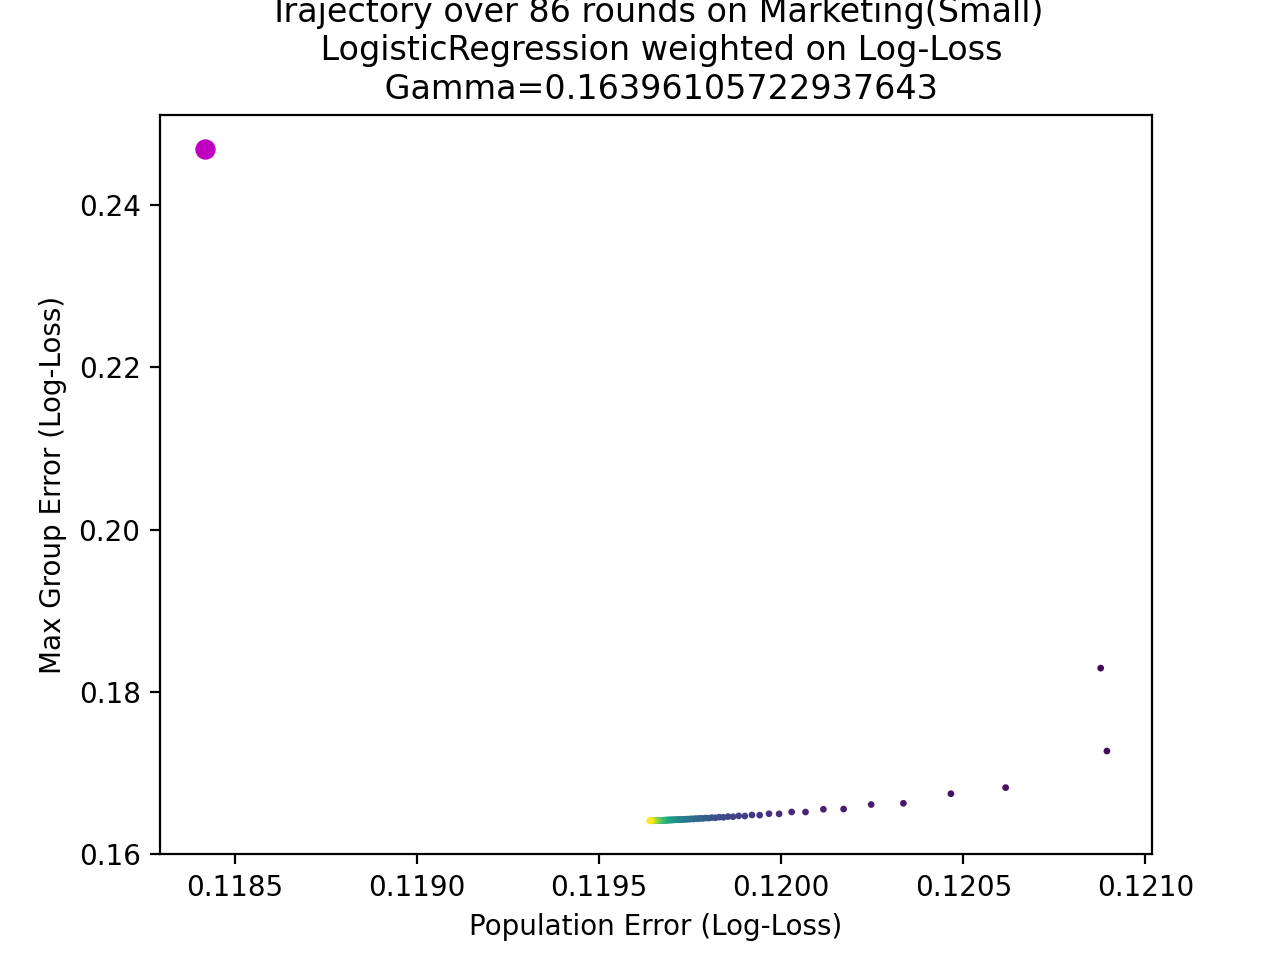 Trajectory over 86 rounds on Marketing(Small)
LogisticRegression weighted on Log-Loss
Gamma=0.16396105722937643
Max Group Error (Log-Loss)
0.24
0.22
0.20
0.18
0.16
0.1185 0.1190 0.1195 0.1200 0.1205 0.1210
Population Error (Log-Loss)